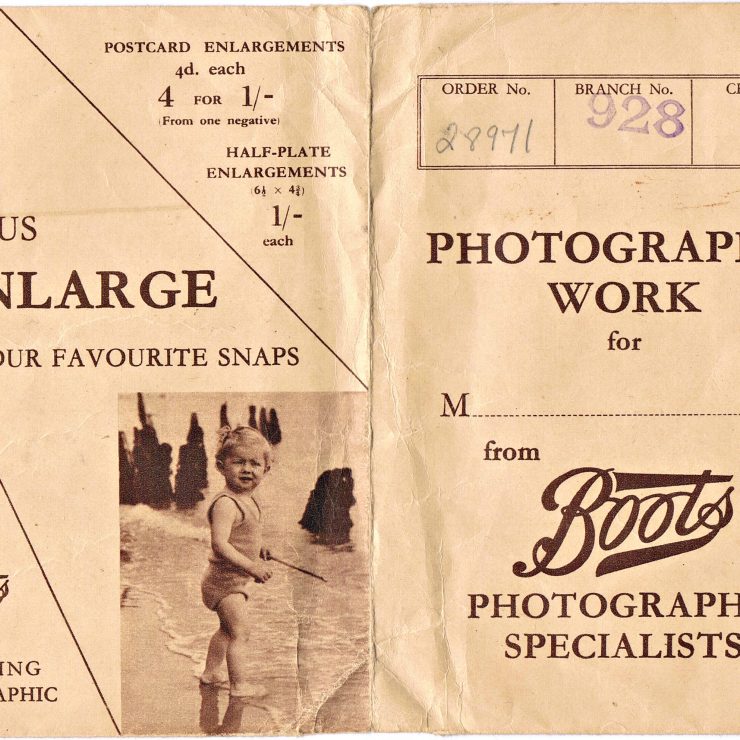 POSTCARD ENLARGEMENTS
4d. each
4 FOR 1/-
(From one negative)
HALF-PLATE
ENLARGEMENTS
(6½ × 4¾)
1/-
each
US
NLARGE
OUR FAVOURITE SNAPS
ING
APHIC
ORDER No.
BRANCH No.
28971
928
PHOTOGRAPH
WORK
for
M
from
Boots
PHOTOGRAPH
SPECIALISTS